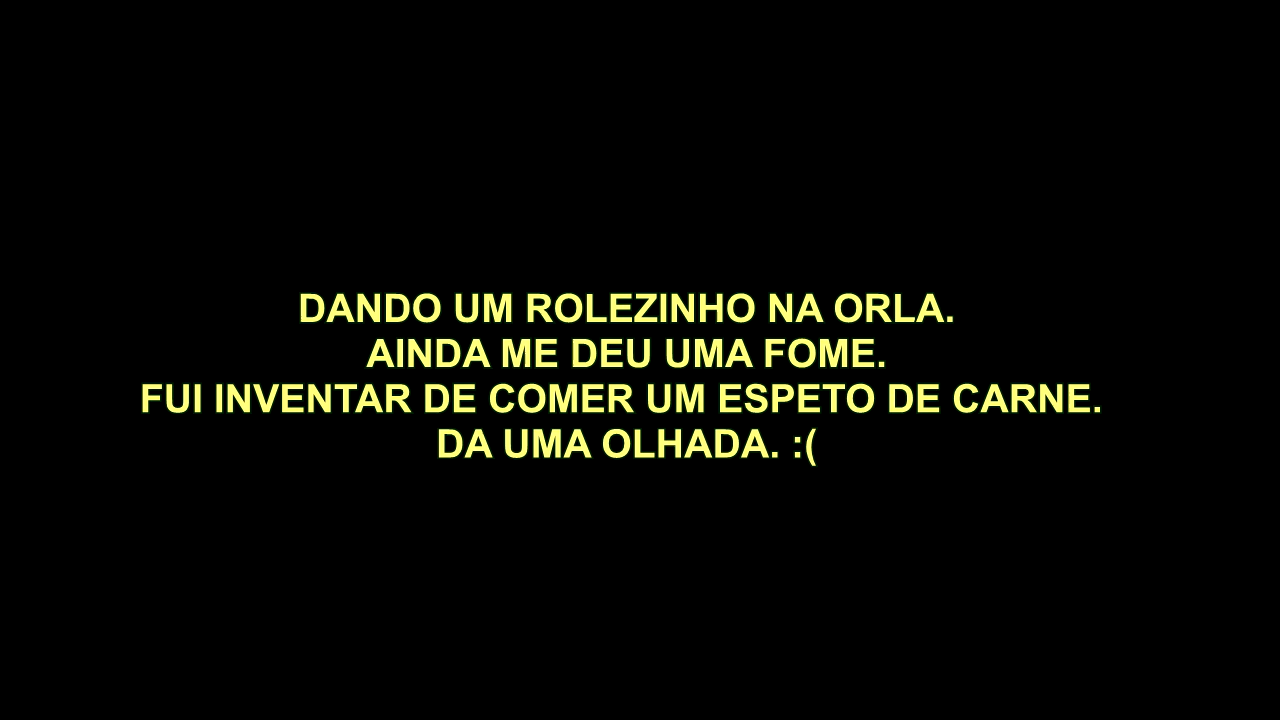 DANDO UM ROLEZINHO NA ORLA.
AINDA ME DEU UMA FOME.
FUI INVENTAR DE COMER UM ESPETO DE CARNE.
DA UMA OLHADA. :(